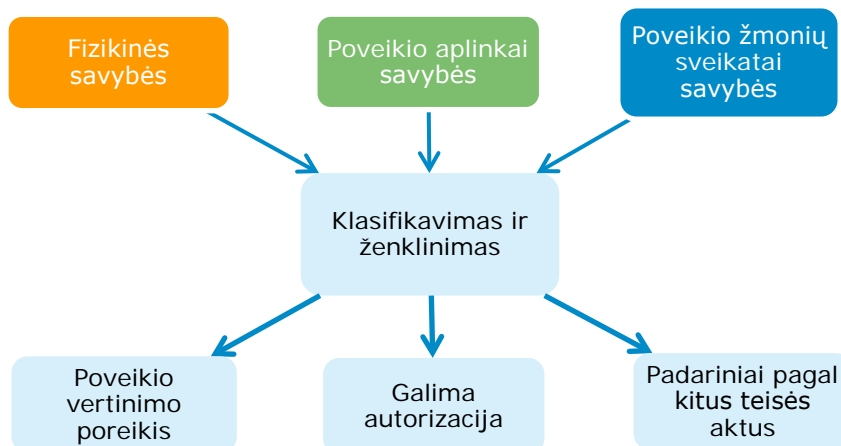 Fizikinės
savybės
Poveikio aplinkai
savybės
Poveikio žmonių
sveikatai
savybės
Klasifikavimas ir
ženklinimas
Poveikio
vertinimo
poreikis
Galima
autorizacija
Padariniai pagal
kitus teisės
aktus